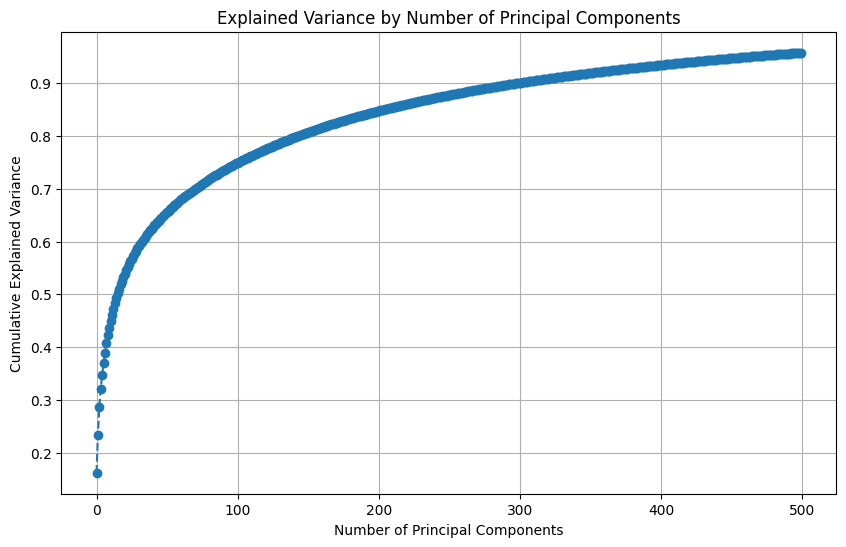 Explained Variance by Number of Principal Components
Cumulative Explained Variance
0.9
0.8
0.7
0.6
0.5
0.4
0.3
0.2
0 100 200 300 400 500
Number of Principal Components